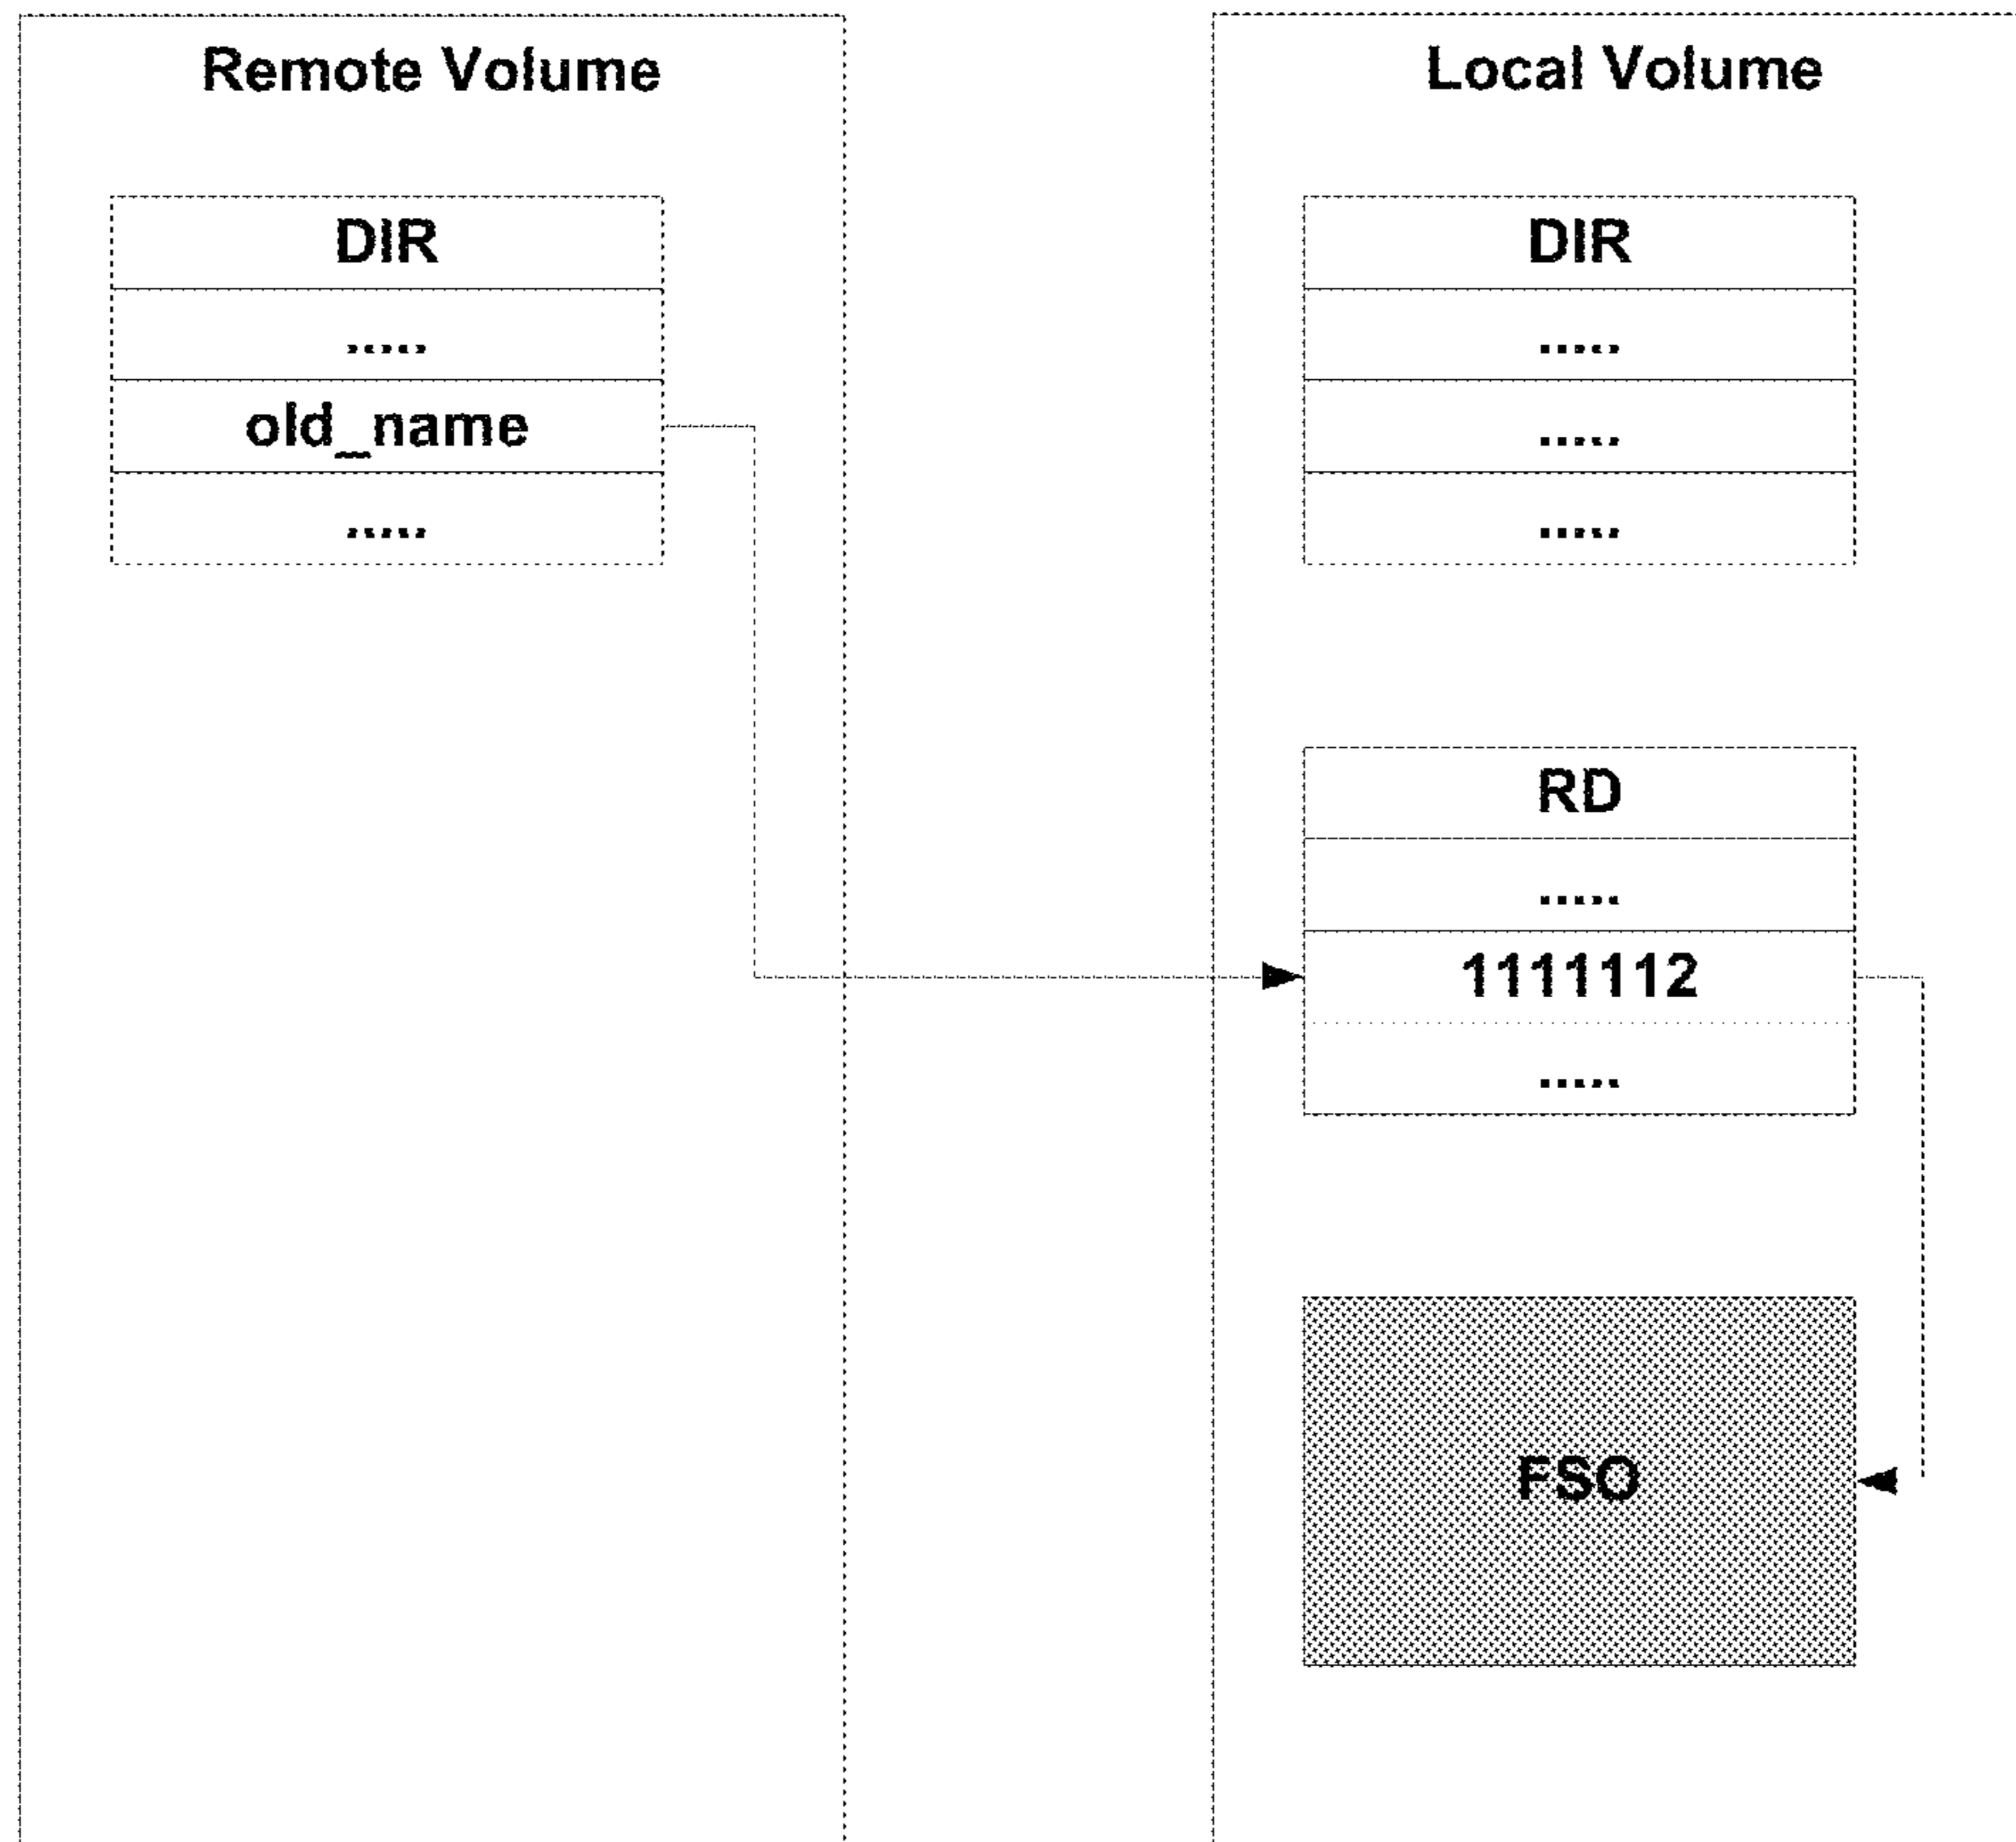 Remote Volume
DIR
.....
old_name
.....
Local Volume
DIR
.....
.....
.....
RD
.....
1111112
.....
FSO